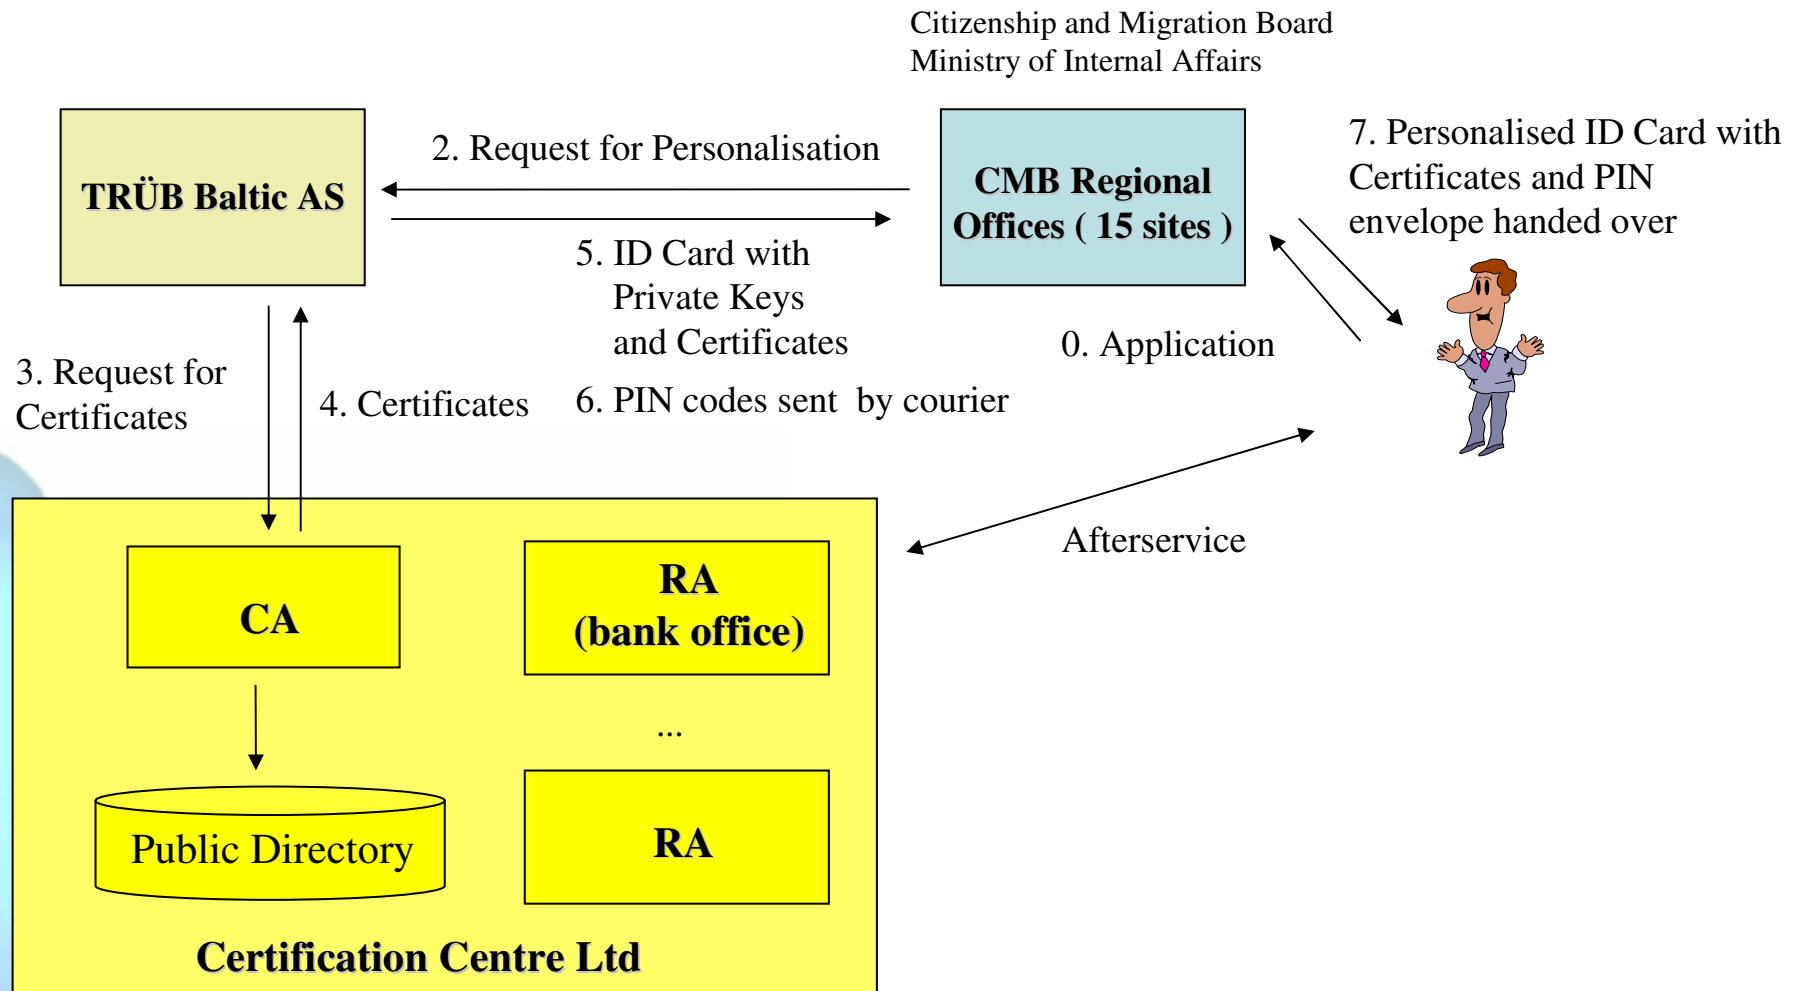 Citizenship and Migration Board
Ministry of Internal Affairs
TRÜB Baltic AS
2. Request for Personalisation
CMB Regional
Offices ( 15 sites )
7. Personalised ID Card with
Certificates and PIN
envelope handed over
5. ID Card with
Private Keys
and Certificates
0. Application
3. Request for
Certificates
4. Certificates
6. PIN codes sent  by courier
Afterservice
CA
RA
(bank office)
...
Public Directory
RA
Certification Centre Ltd